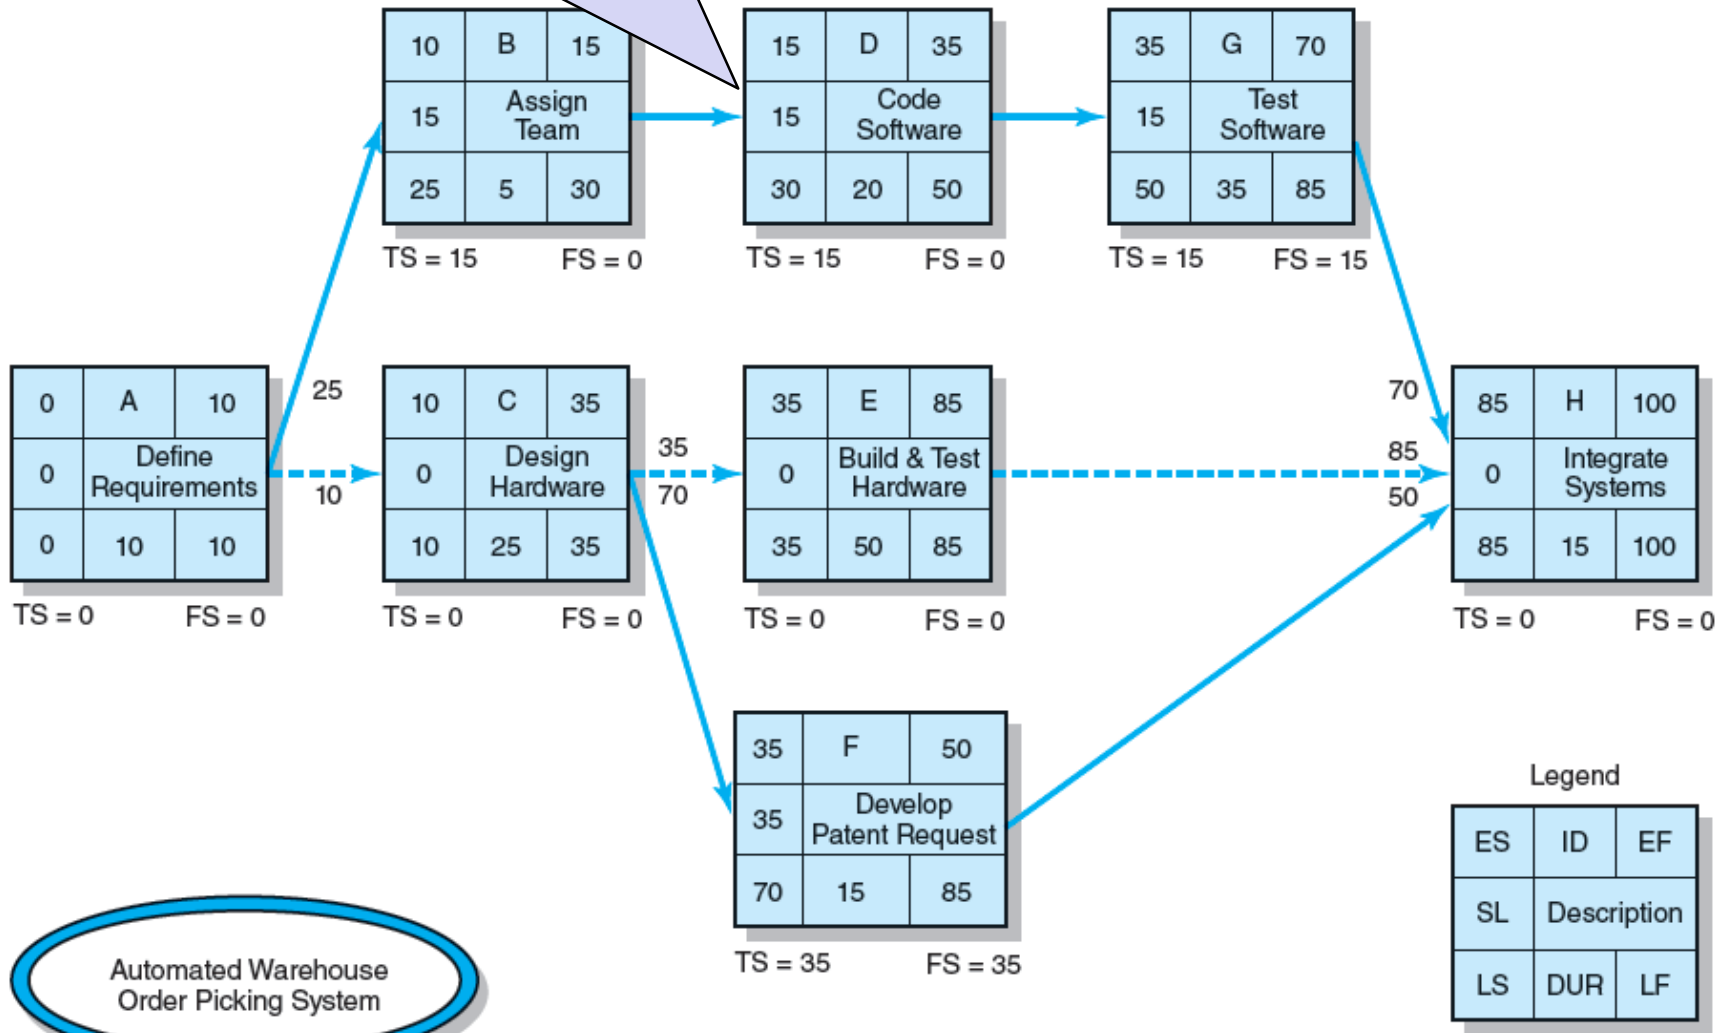 10 B 15
15 Assign
Team
25 5 30
TS = 15 FS = 0
15 D 35
15 Code
Software
30 20 50
TS = 15 FS = 0
35 G 70
15 Test
Software
50 35 85
TS = 15 FS = 15
0 A 10
0 Define
Requirements
0 10 10
TS = 0 FS = 0
25
10
10 C 35
0 Design
Hardware
10 25 35
TS = 0 FS = 0
35
70
35 E 85
0 Build & Test
Hardware
35 50 85
TS = 0 FS = 0
70
85
50
85 H 100
0 Integrate
Systems
85 15 100
TS = 0 FS = 0
35 F 50
35 Develop
Patent Request
70 15 85
TS = 35 FS = 35
Legend
ES ID EF
SL Description
LS DUR LF
Automated Warehouse
Order Picking System